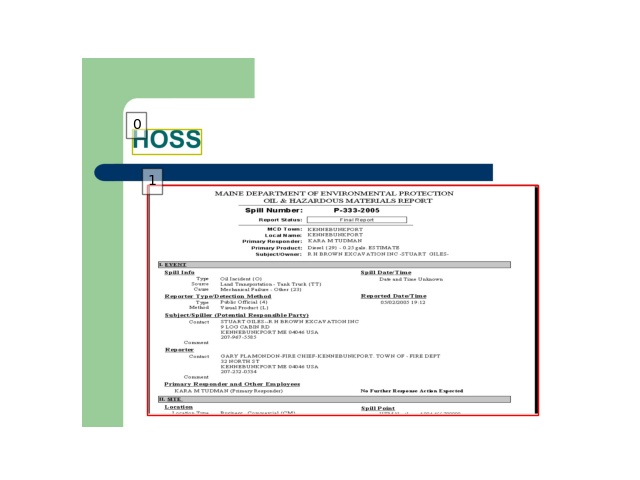 0
HOSS
1
MAINE DEPARTMENT OF ENVIRONMENTAL PROTECTION
OIL & HAZARDOUS MATERIALS REPORT
Spill Number: P-333-2005
Report Status: Final Report
MCD Town: KENNEBUNKPORT
Local Name: KENNEBUNKPORT
Primary Responder: KARA M TUDMAN
Primary Product: Diesel (29) - 0.25 gals. ESTIMATE
Subject/Owner: R H BROWN EXCAVATION INC -STUART GILES-
I. EVENT
Spill Info Spill Date/Time
Type Oil Incident (O) Date and Time Unknown
Source Land Transportation - Tank Truck (TT)
Cause Mechanical Failure - Other (23)
Reporter Type/Detection Method Reported Date/Time
Type Public Official (4) 03/02/2005 19:12
Method Visual Product (L)
Subject/Spiller (Potential Responsible Party)
Contact STUART GILES -R H BROWN EXCAVATION INC
9 LOG CABIN RD
KENNEBUNKPORT ME 04046 USA
207-967-5585
Comment
Reporter
Contact GARY PLAMONDON-FIRE CHIEF-KENNEBUNKPORT, TOWN OF - FIRE DEPT
32 NORTH ST
KENNEBUNKPORT ME 04046 USA
207-252-0554
Comment
Primary Responder and Other Employees
KARA M TUDMAN (Primary Responder) No Further Response Action Expected
II. SITE
Location Spill Point
Location Type Business - Commercial (CM)